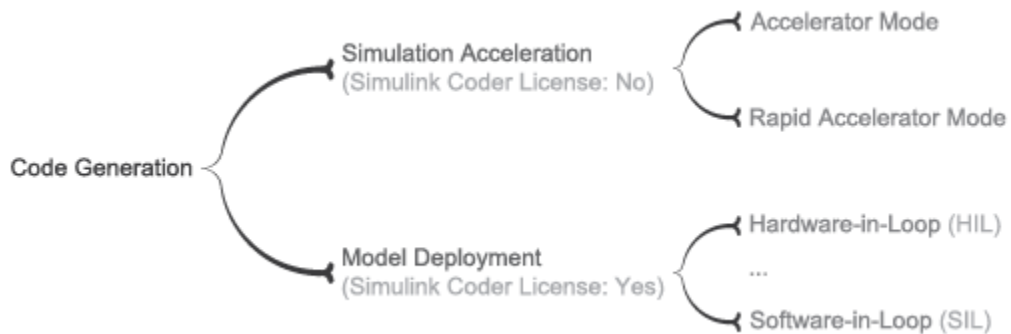 Accelerator Mode
Simulation Acceleration
(Simulink Coder License: No)
Rapid Accelerator Mode
Code Generation
Hardware-in-Loop (HIL)
Model Deployment
(Simulink Coder License: Yes)
...
Software-in-Loop (SIL)